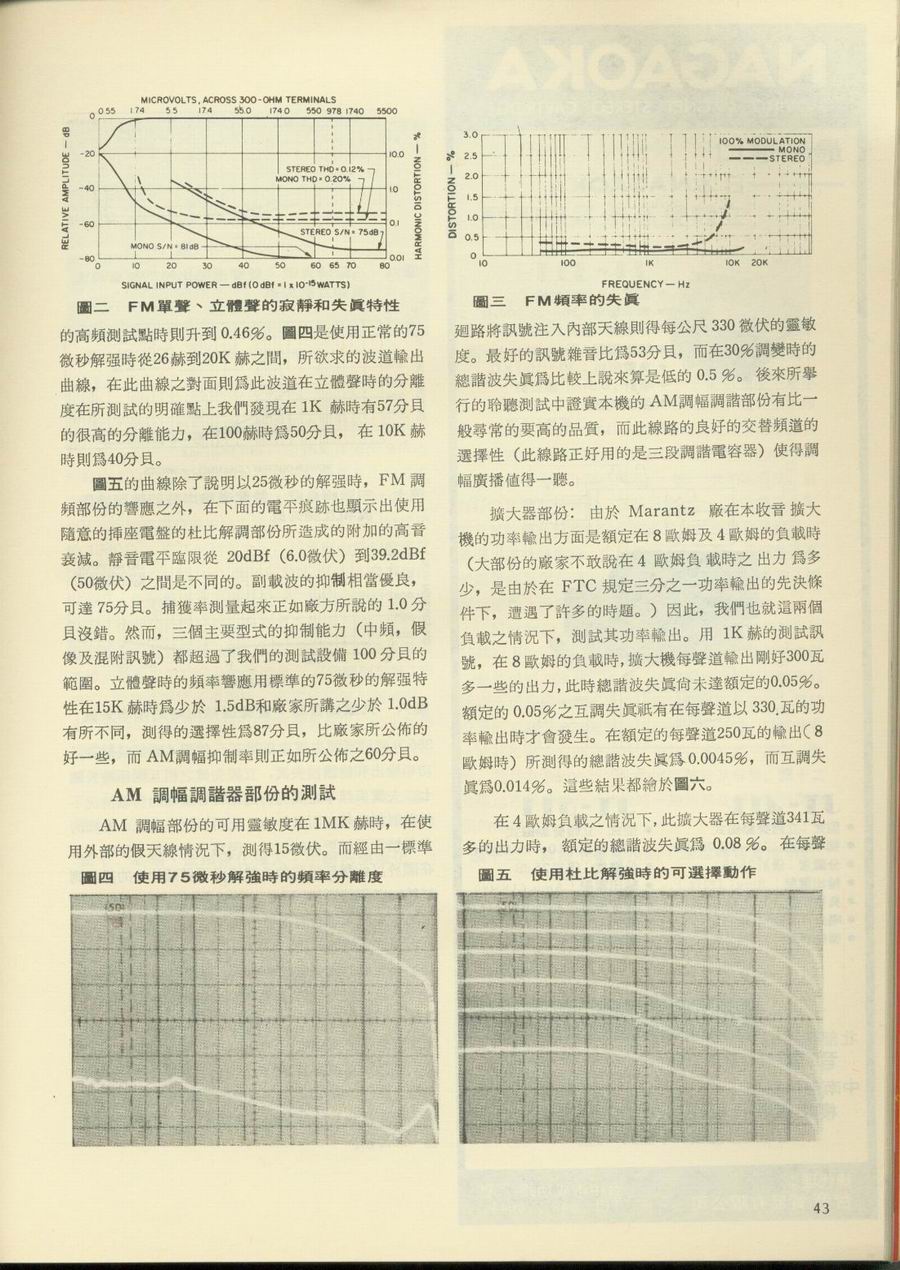 MICROVOLTS, ACROSS 300-OHM TERMINALS
0.55 1.74 5.5 17.4 55.0 174.0 550 978 1740 5500
RELATIVE AMPLITUDE — dB
0
-20
-40
-60
-80
HARMONIC DISTORTION — %
10.0
1.0
0.1
0.01
STEREO THD = 0.12%
MONO THD = 0.20%
STEREO S/N = 75dB
MONO S/N = 81dB
0 10 20 30 40 50 60 65 70 80
SIGNAL INPUT POWER — dBf (0 dBf = 1 x 10-15 WATTS)
圖二 FM單聲、立體聲的寂靜和失眞特性
的高頻測試點時則升到 0.46%。圖四是使用正常的75
微秒解强時從26赫到20K 赫之間，所欲求的波道輸出
曲線，在此曲線之對面則爲此波道在立體聲時的分離
度在所測試的明確點上我們發現在 1K 赫時有57分貝
的很高的分離能力，在100赫時爲50分貝， 在 10K 赫
時則爲40分貝。
圖五的曲線除了說明以25微秒的解强時，FM 調
頻部份的響應之外，在下面的電平痕跡也顯示出使用
隨意的揷座電盤的杜比解調部份所造成的附加的高音
衰減。靜音電平臨限從 20dBf (6.0微伏) 到39.2dBf
(50微伏) 之間是不同的。副載波的抑制相當優良，
可達 75分貝。捕獲率測量起來正如廠方所說的 1.0 分
貝沒錯。然而，三個主要型式的抑制能力（中頻，假
像及混附訊號）都超過了我們的測試設備 100 分貝的
範圍。立體聲時的頻率響應用標準的75微秒的解强特
性在15K 赫時爲少於 1.5dB和廠家所講之少於 1.0dB
有所不同，測得的選擇性爲87分貝，比廠家所公佈的
好一些，而 AM調幅抑制率則正如所公佈之60分貝。
AM 調幅調諧器部份的測試
AM 調幅部份的可用靈敏度在1MK 赫時，在使
用外部的假天線情況下，測得15微伏。而經由一標準
圖四 使用75微秒解強時的頻率分離度
3.0
2.5
2.0
1.5
1.0
0.5
0
DISTORTION — %
100% MODULATION
MONO
STEREO
10 100 1K 10K 20K
FREQUENCY — Hz
圖三 FM頻率的失眞
廻路將訊號注入內部天線則得每公尺 330 微伏的靈敏
度。最好的訊號雜音比爲53分貝，而在30%調變時的
總諧波失眞爲比較上說來算是低的 0.5 %。 後來所擧
行的聆聽測試中證實本機的 AM調幅調諧部份有比一
般尋常的要高的品質，而此線路的良好的交替頻道的
選擇性（此線路正好用的是三段調諧電容器）使得調
幅廣播値得一聽。
擴大器部份： 由於 Marantz 廠在本收音擴大
機的功率輸出方面是額定在 8 歐姆及 4 歐姆的負載時
（大部份的廠家不敢說在 4 歐姆負載時之出力爲多
少，是由於在 FTC 規定三分之一功率輸出的先決條
件下，遭遇了許多的時題。）因此，我們也就這兩個
負載之情況下，測試其功率輸出。用 1K 赫的測試訊
號，在 8 歐姆的負載時，擴大機每聲道輸出剛好300瓦
多一些的出力，此時總諧波失眞尙未達額定的0.05%。
額定的 0.05%之互調失眞祇有在每聲道以 330瓦的功
率輸出時才會發生。在額定的每聲道250瓦的輸出（8
歐姆時）所測得的總諧波失眞爲 0.0045%，而互調失
眞爲0.014%。這些結果都繪於圖六。
在 4 歐姆負載之情況下，此擴大器在每聲道341瓦
多的出力時， 額定的總諧波失眞爲 0.08 %。 在每聲
圖五 使用杜比解強時的可選擇動作
43